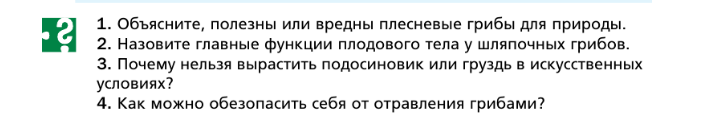 1. Объясните, полезны или вредны плесневые грибы для природы.
2. Назовите главные функции плодового тела у шляпочных грибов.
3. Почему нельзя вырастить подосиновик или груздь в искусственных
условиях?
4. Как можно обезопасить себя от отравления грибами?